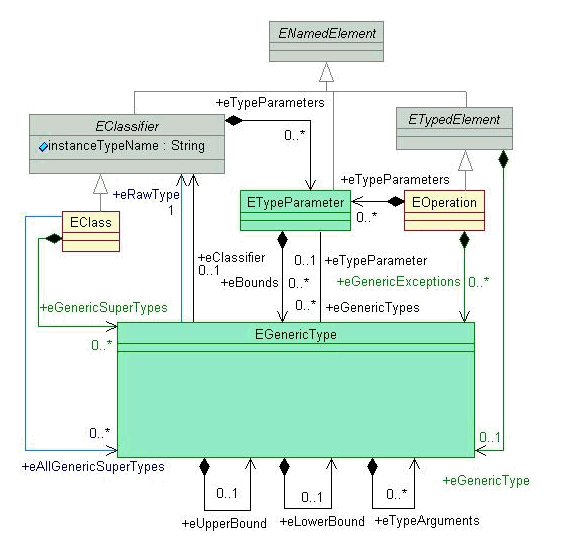 ENamedElement
+eTypeParameters
EClassifier
instanceTypeName : String
ETypedElement
0..*
+eTypeParameters
+eRawType
1
ETypeParameter
EOperation
0..*
EClass
+eClassifier
0..1
0..1
+eTypeParameter
+eBounds
0..*
+eGenericExceptions
0..*
+eGenericSuperTypes
0..*
+eGenericTypes
EGenericType
0..*
0..*
0..1
+eAllGenericSuperTypes
+eGenericType
0..1
0..1
0..*
+eUpperBound
+eLowerBound
+eTypeArguments